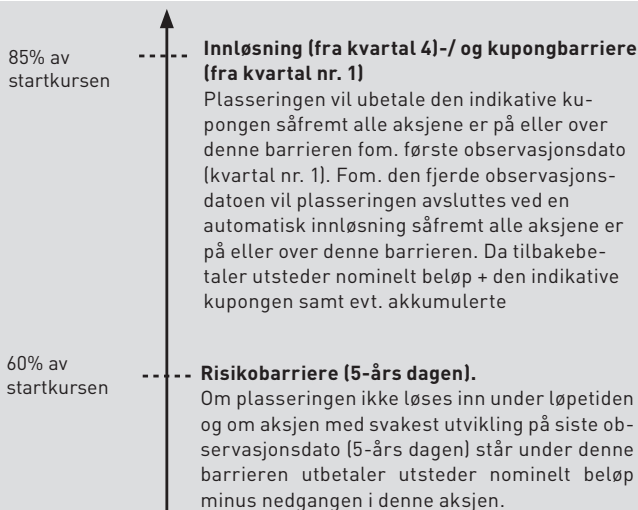 85% av
startkursen
Innløsning (fra kvartal 4)-/ og kupongbarriere
(fra kvartal nr. 1)
Plasseringen vil ubetale den indikative ku-
pongen såfremt alle aksjene er på eller over
denne barrieren fom. første observasjonsdato
(kvartal nr. 1). Fom. den fjerde observasjons-
datoen vil plasseringen avsluttes ved en
automatisk innløsning såfremt alle aksjene er
på eller over denne barrieren. Da tilbakebe-
taler utsteder nominelt beløp + den indikative
kupongen samt evt. akkumulerte
60% av
startkursen
Risikobarriere (5-års dagen).
Om plasseringen ikke løses inn under løpetiden
og om aksjen med svakest utvikling på siste ob-
servasjonsdato (5-års dagen) står under denne
barrieren utbetaler utsteder nominelt beløp
minus nedgangen i denne aksjen.